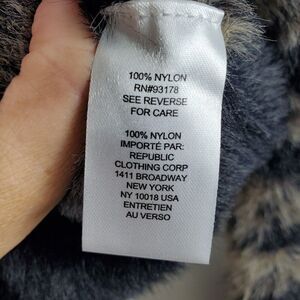 100% NYLON
RN#93178
SEE REVERSE
FOR CARE
100% NYLON
IMPORTÉ PAR:
REPUBLIC
CLOTHING CORP
1411 BROADWAY
NEW YORK
NY 10018 USA
ENTRETIEN
AU VERSO